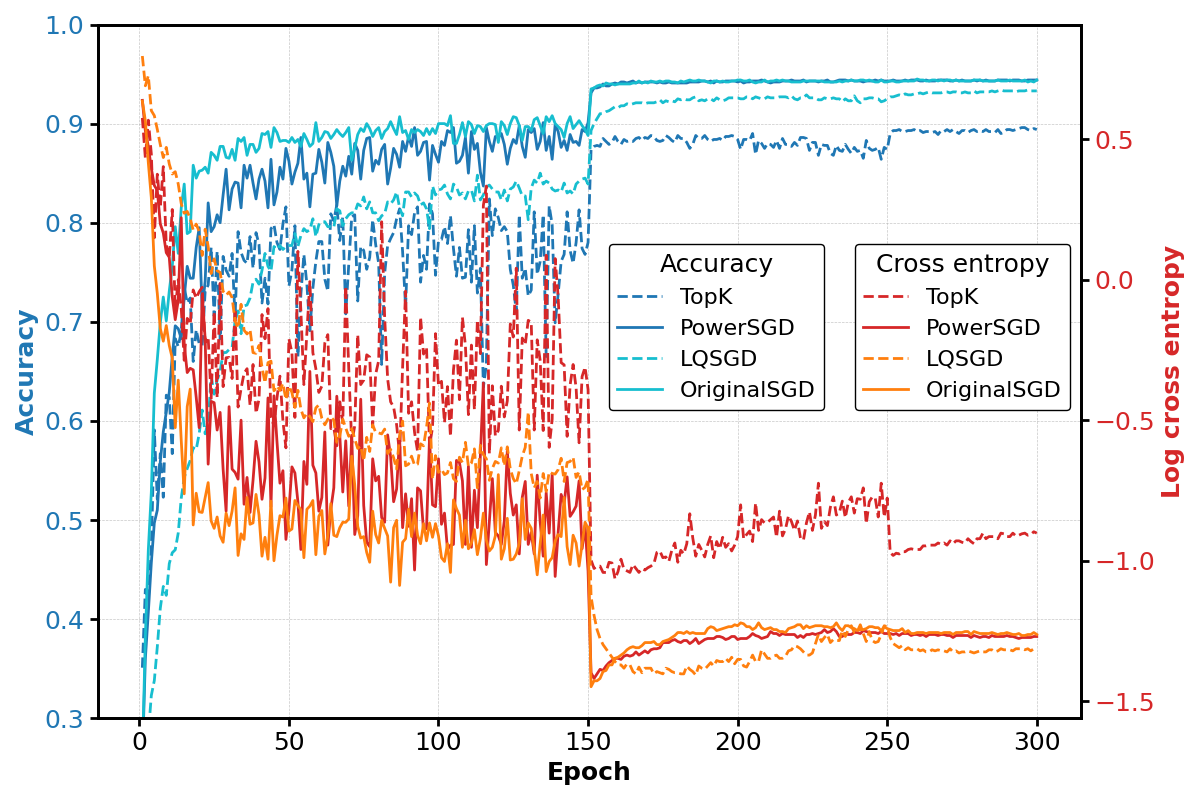 1.0
0.9
0.8
0.7
0.6
0.5
0.4
0.3
Accuracy
0.5
0.0
−0.5
−1.0
−1.5
Log cross entropy
Accuracy
TopK
PowerSGD
LQSGD
OriginalSGD
Cross entropy
TopK
PowerSGD
LQSGD
OriginalSGD
0 50 100 150 200 250 300
Epoch